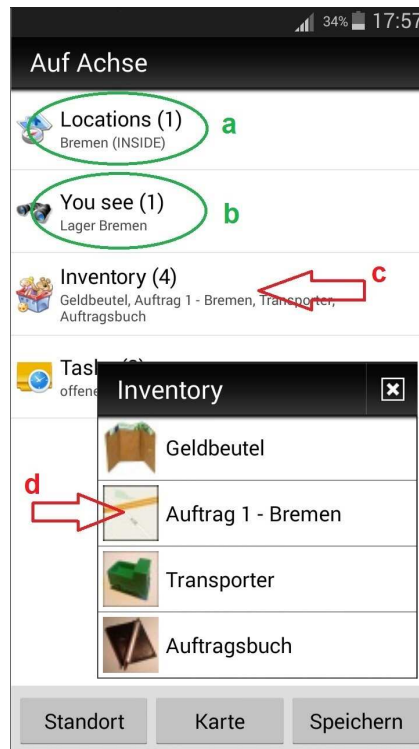 34% 17:57
Auf Achse
Locations (1)
a
Bremen (INSIDE)
You see (1)
b
Lager Bremen
Inventory (4)
c
Geldbeutel, Auftrag 1 - Bremen, Transporter,
Auftragsbuch
Inventory
Geldbeutel
d
Auftrag 1 - Bremen
Transporter
Auftragsbuch
Standort
Karte
Speichern